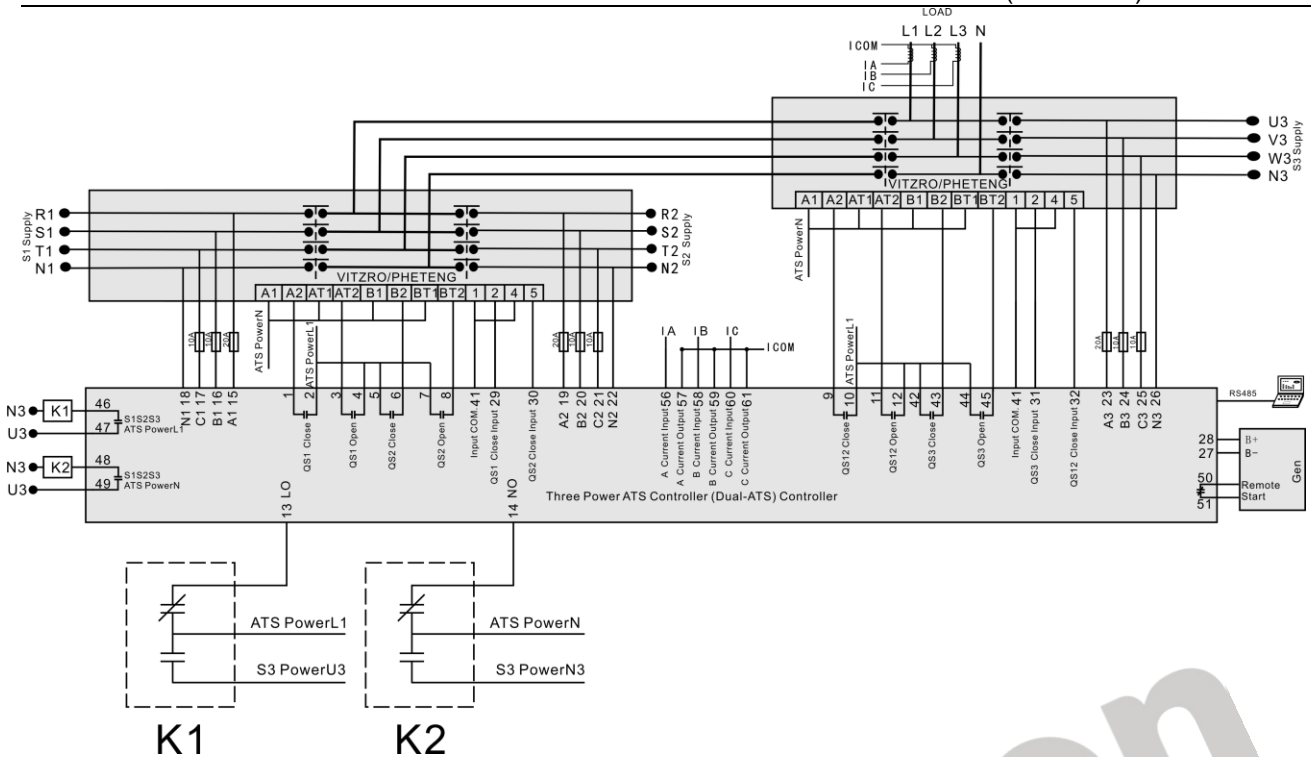 LOAD
L1 L2 L3 N
ICOM
IA
IB
IC
U3
V3
W3
N3
S3 Supply
VITZRO/PHETENG
A1 A2 AT1 AT2 B1 B2 BT1 BT2 1 2 4 5
ATS PowerN
R1
S1
T1
N1
S1 Supply
R2
S2
T2
N2
S2 Supply
VITZRO/PHETENG
A1 A2 AT1 AT2 B1 B2 BT1 BT2 1 2 4 5
ATS PowerN
ATS PowerL1
10A 10A 20A
20A 10A 10A
IA IB IC
ICOM
ATS PowerL1
20A 10A 10A
N3 K1 46
U3 47
S1S2S3
ATS PowerL1
N3 K2 48
U3 49
S1S2S3
ATS PowerN
N1 18
C1 17
B1 16
A1 15
1
QS1 Close 2
3
QS1 Open 4
5
QS2 Close 6
7
QS2 Open 8
Input COM. 41
QS1 Close Input 29
QS2 Close Input 30
A2 19
B2 20
C2 21
N2 22
A Current Input 56
A Current Output 57
B Current Input 58
B Current Output 59
C Current Input 60
C Current Output 61
9
QS12 Close 10
11
QS12 Open 12
42
QS3 Close 43
44
QS3 Open 45
Input COM. 41
QS3 Close Input 31
QS12 Close Input 32
A3 23
B3 24
C3 25
N3 26
RS485
28 B+
27 B-
50 Remote
51 Start
Gen
Three Power ATS Controller (Dual-ATS) Controller
13 LO
14 NO
ATS PowerL1
S3 PowerU3
K1
ATS PowerN
S3 PowerN3
K2